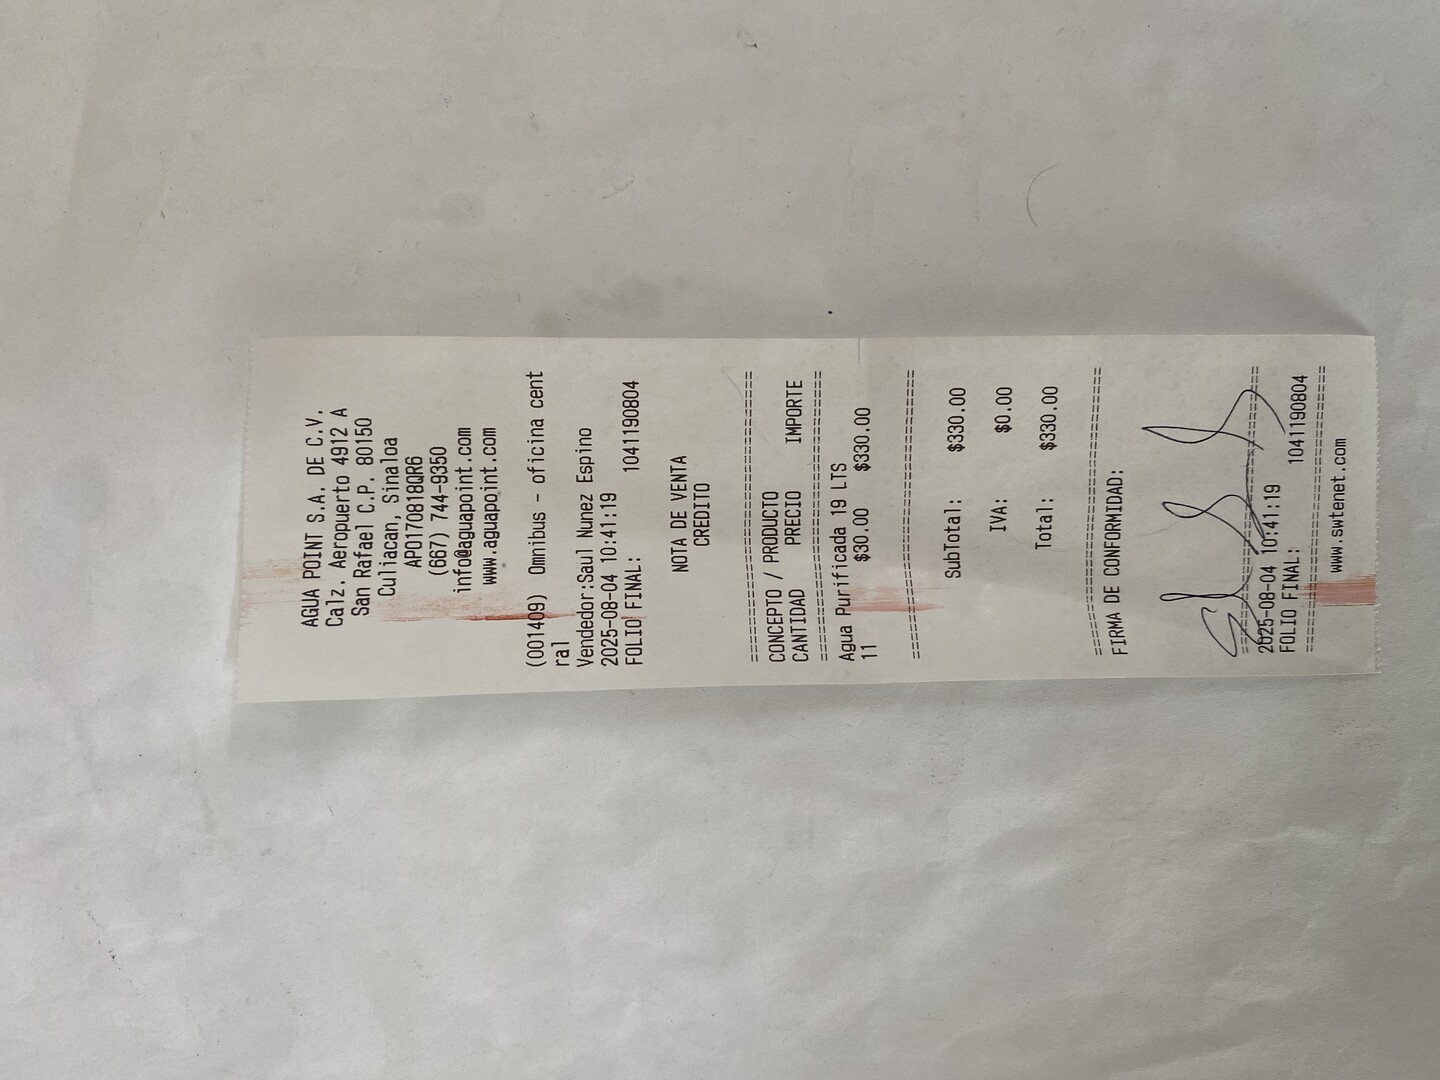 AGUA POINT S.A. DE C.V.
Calz. Aeropuerto 4912 A
San Rafael C.P. 80150
Culiacan, Sinaloa
APO170818QR6
(667) 744-9350
info@aguapoint.com
www.aguapoint.com
(001409) Omnibus - oficina cent
ral
Vendedor:Saul Nunez Espino
2025-08-04 10:41:19
FOLIO FINAL: 1041190804
NOTA DE VENTA
CREDITO
==============================
CONCEPTO / PRODUCTO
CANTIDAD PRECIO IMPORTE
==============================
Agua Purificada 19 LTS
11 $30.00 $330.00
==============================
SubTotal: $330.00
IVA: $0.00
Total: $330.00
==============================
FIRMA DE CONFORMIDAD:
==============================
2025-08-04 10:41:19
FOLIO FINAL: 1041190804
==============================
www.swtenet.com